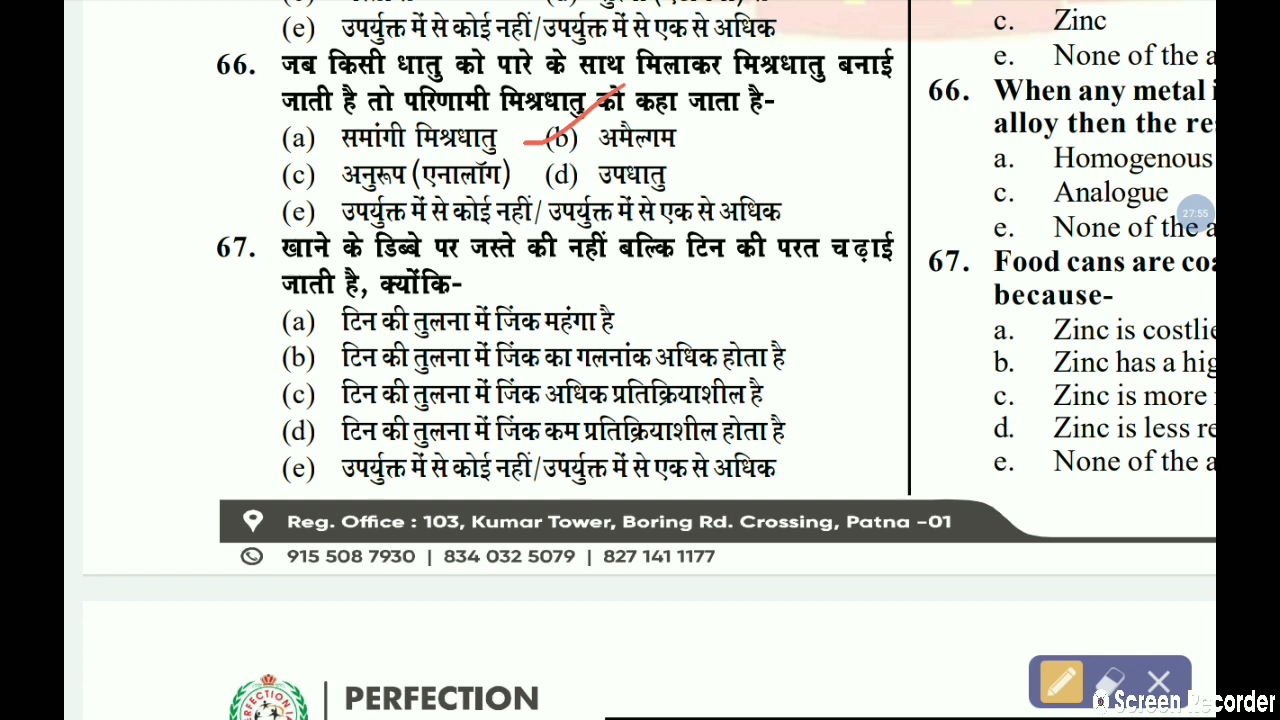 (e) उपर्युक्त में से कोई नहीं/उपर्युक्त में से एक से अधिक
66. जब किसी धातु को पारे के साथ मिलाकर मिश्रधातु बनाई
जाती है तो परिणामी मिश्रधातु को कहा जाता है-
(a) समांगी मिश्रधातु (b) अमैल्गम
(c) अनुरूप (एनालॉग) (d) उपधातु
(e) उपर्युक्त में से कोई नहीं/ उपर्युक्त में से एक से अधिक
67. खाने के डिब्बे पर जस्ते की नहीं बल्कि टिन की परत चढ़ाई
जाती है, क्योंकि-
(a) टिन की तुलना में जिंक महंगा है
(b) टिन की तुलना में जिंक का गलनांक अधिक होता है
(c) टिन की तुलना में जिंक अधिक प्रतिक्रियाशील है
(d) टिन की तुलना में जिंक कम प्रतिक्रियाशील होता है
(e) उपर्युक्त में से कोई नहीं/उपर्युक्त में से एक से अधिक
c. Zinc
e. None of the a
66. When any metal i
alloy then the re
a. Homogenous
c. Analogue
e. None of the a
27:55
67. Food cans are coa
because-
a. Zinc is costlie
b. Zinc has a hig
c. Zinc is more
d. Zinc is less re
e. None of the a
Reg. Office : 103, Kumar Tower, Boring Rd. Crossing, Patna -01
915 508 7930 | 834 032 5079 | 827 141 1177
PERFECTION
Screen Recorder